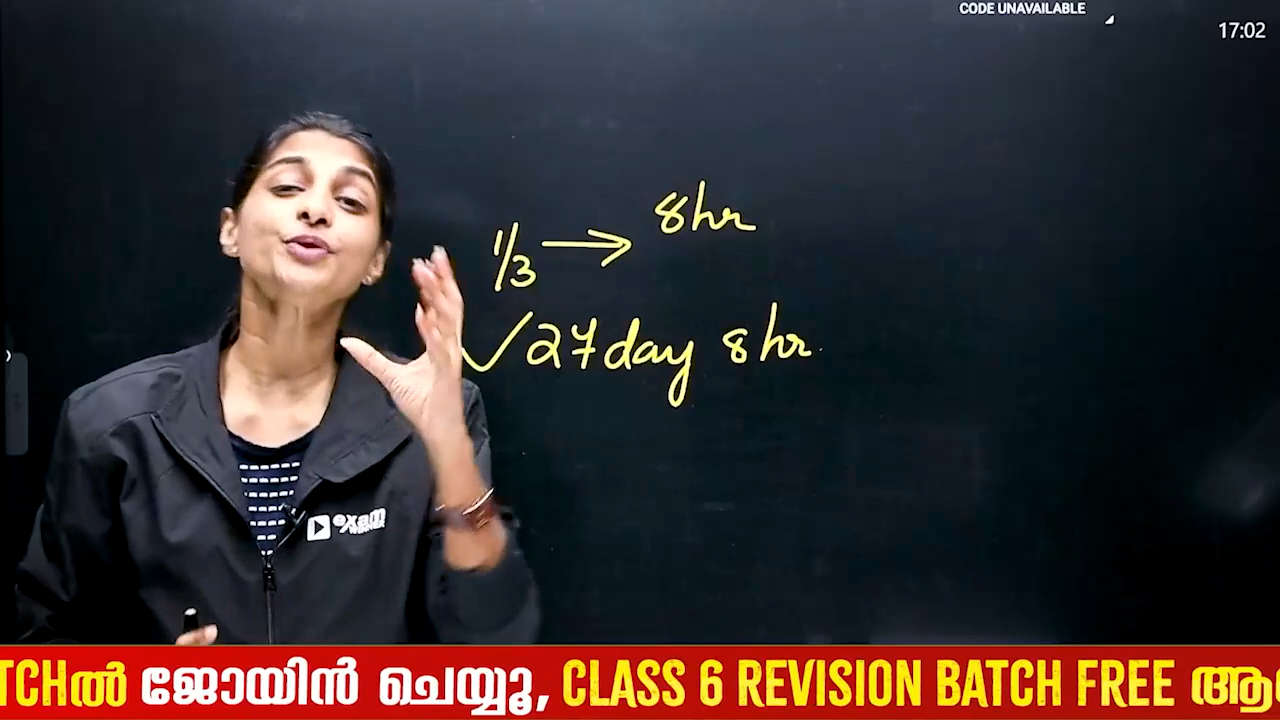 CODE UNAVAILABLE
17:02
1/3 → 8hr
✓ 27day 8hr.
exam
TCHൽ ജോയിൻ ചെയ്യൂ, CLASS 6 REVISION BATCH FREE